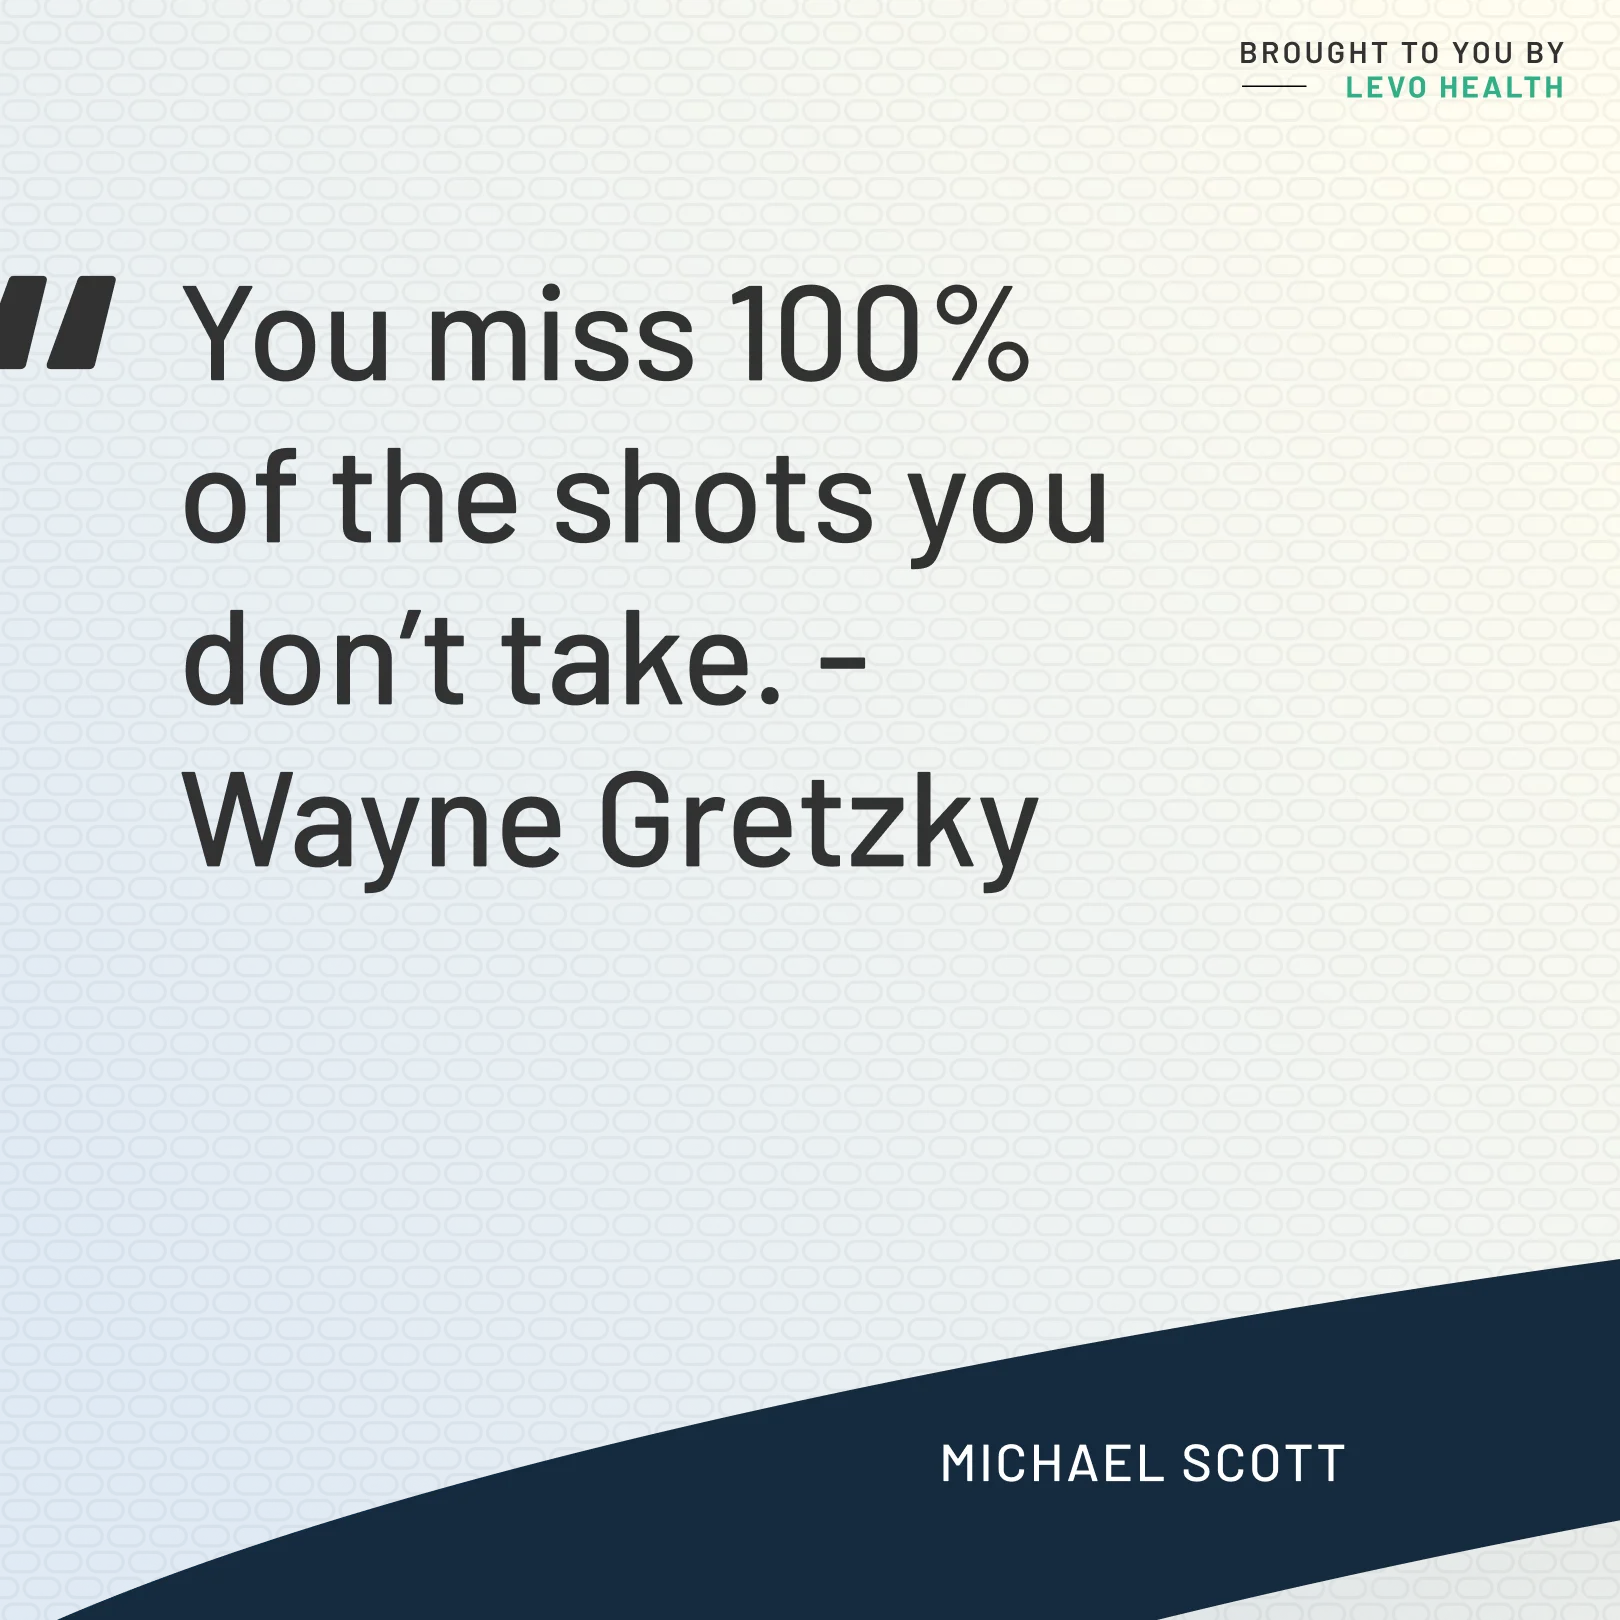 BROUGHT TO YOU BY
LEVO HEALTH
“ You miss 100%
of the shots you
don’t take. -
Wayne Gretzky
MICHAEL SCOTT